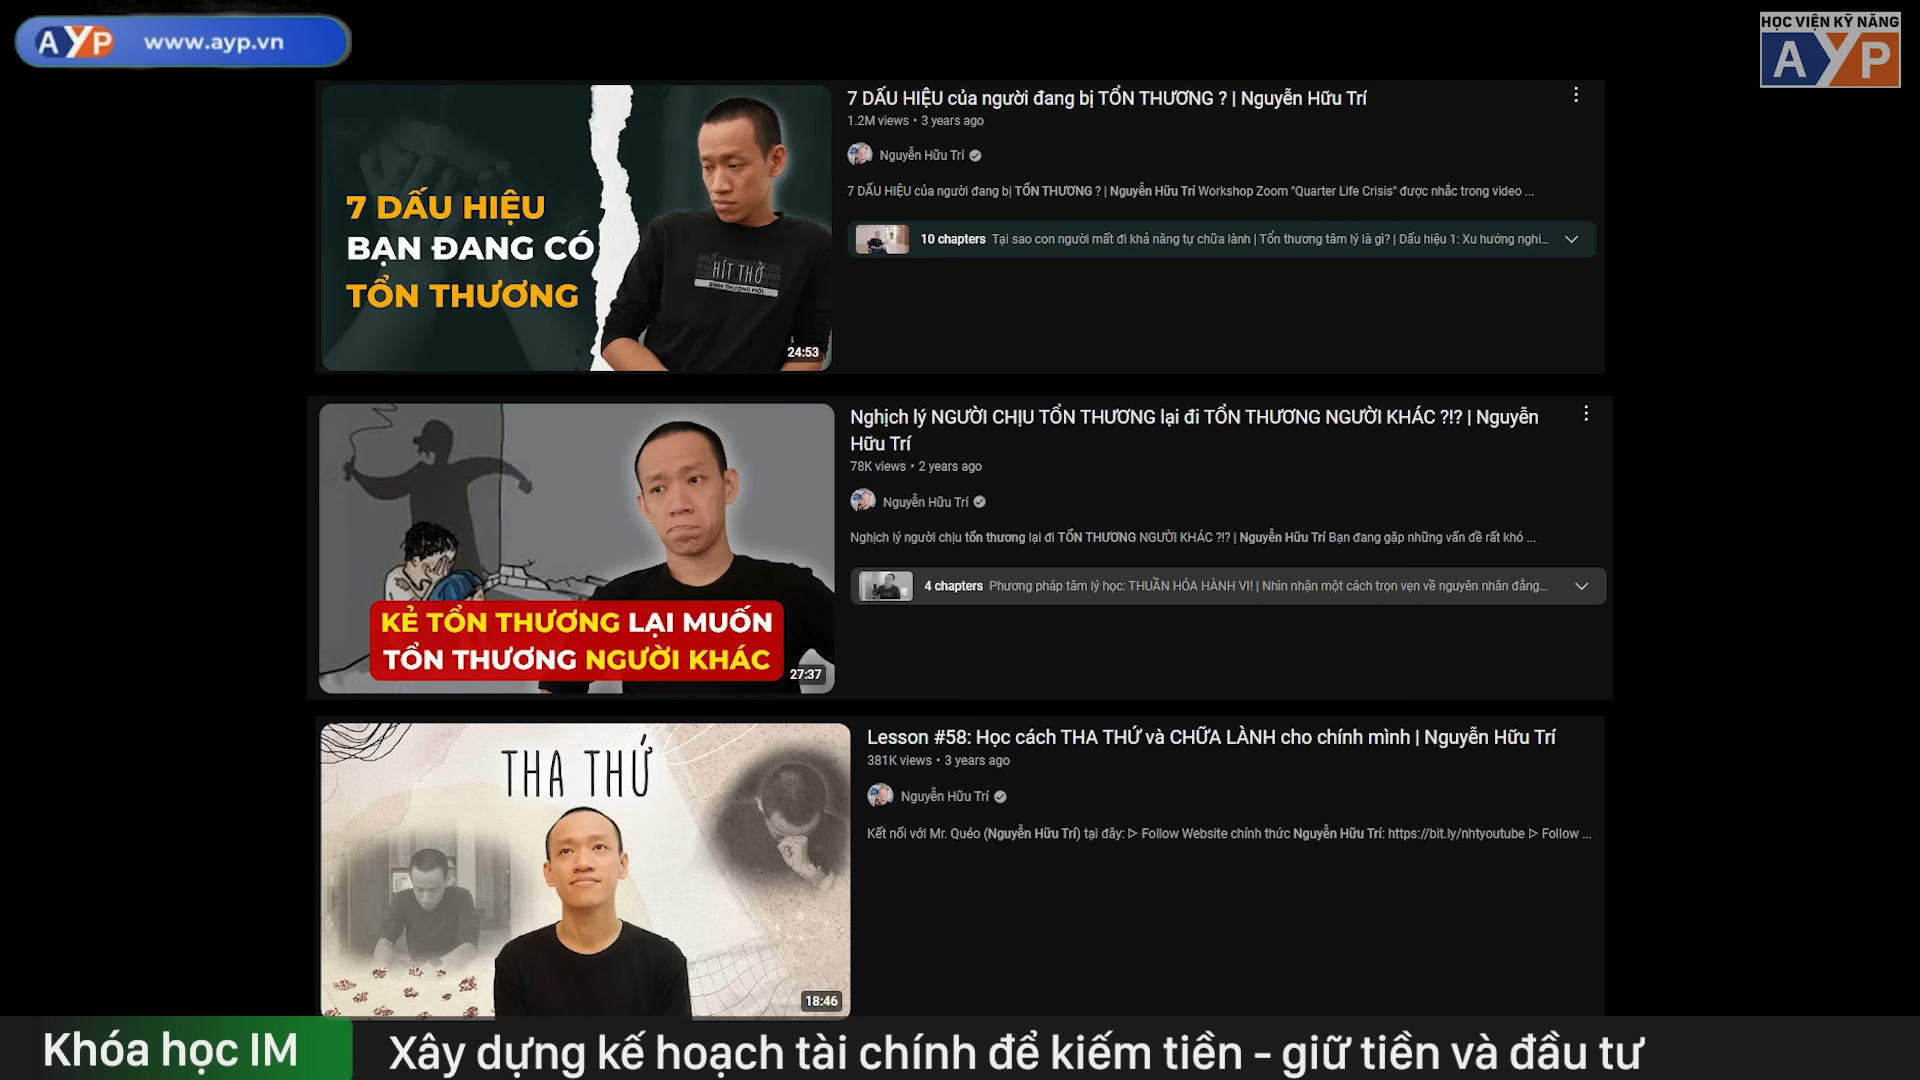 AYP www.ayp.vn
HỌC VIỆN KỸ NĂNG
AYP
7 DẤU HIỆU
BẠN ĐANG CÓ
TỔN THƯƠNG
HÍT THỞ
BÌNH THƯỜNG MỚI
24:53
7 DẤU HIỆU của người đang bị TỔN THƯƠNG ? | Nguyễn Hữu Trí
1.2M views • 3 years ago
Nguyễn Hữu Trí
7 DẤU HIỆU của người đang bị TỔN THƯƠNG ? | Nguyễn Hữu Trí Workshop Zoom "Quarter Life Crisis" được nhắc trong video ...
10 chapters Tại sao con người mất đi khả năng tự chữa lành | Tổn thương tâm lý là gì? | Dấu hiệu 1: Xu hướng nghi...
KẺ TỔN THƯƠNG LẠI MUỐN
TỔN THƯƠNG NGƯỜI KHÁC
27:37
Nghịch lý NGƯỜI CHỊU TỔN THƯƠNG lại đi TỔN THƯƠNG NGƯỜI KHÁC ?!? | Nguyễn
Hữu Trí
78K views • 2 years ago
Nguyễn Hữu Trí
Nghịch lý người chịu tổn thương lại đi TỔN THƯƠNG NGƯỜI KHÁC ?!? | Nguyễn Hữu Trí Bạn đang gặp những vấn đề rất khó ...
4 chapters Phương pháp tâm lý học: THUẦN HÓA HÀNH VI! | Nhìn nhận một cách trọn vẹn về nguyên nhân đằng...
THA THỨ
18:46
Lesson #58: Học cách THA THỨ và CHỮA LÀNH cho chính mình | Nguyễn Hữu Trí
381K views • 3 years ago
Nguyễn Hữu Trí
Kết nối với Mr. Quéo (Nguyễn Hữu Trí) tại đây: ▷ Follow Website chính thức Nguyễn Hữu Trí: https://bit.ly/nhtyoutube ▷ Follow ...
Khóa học IM Xây dựng kế hoạch tài chính để kiếm tiền - giữ tiền và đầu tư